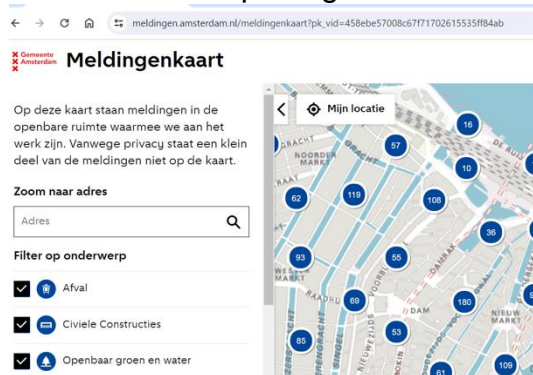 meldingen.amsterdam.nl/meldingenkaart?pk_vid=458ebe57008c67f71702615535ff84ab
Gemeente
Amsterdam
Meldingenkaart
Op deze kaart staan meldingen in de
openbare ruimte waarmee we aan het
werk zijn. Vanwege privacy staat een klein
deel van de meldingen niet op de kaart.
Zoom naar adres
Adres
Filter op onderwerp
Afval
Civiele Constructies
Openbaar groen en water
Mijn locatie
16
57
NOORDER
MARKT
10
62
119
108
36
93
55
DAMRAK
69
DAM
180
NIEUW
MARKT
85
SINGEL
53
61
109